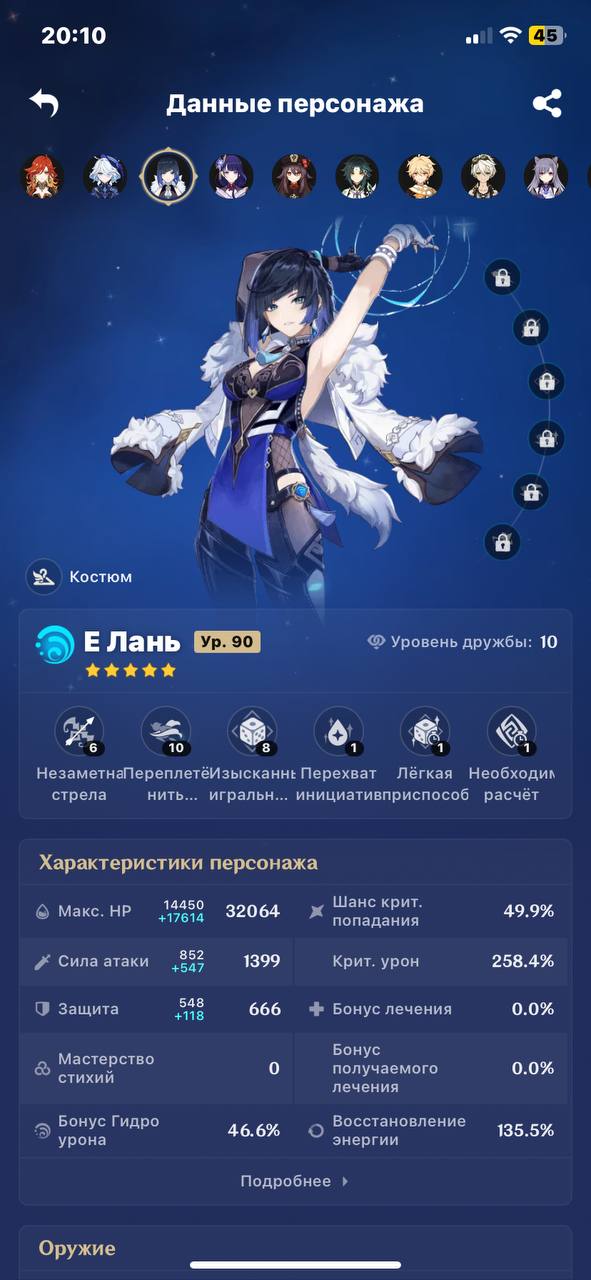 20:10
45
Данные персонажа
Костюм
Е Лань
Ур. 90
Уровень дружбы: 10
6
10
8
1
1
1
Незаметна
стрела
Переплетё
нить...
Изысканн
игральн...
Перехват
инициатив
Лёгкая
приспособ
Необходим
расчёт
Характеристики персонажа
Макс. HP
14450
+17614
32064
Шанс крит.
попадания
49.9%
Сила атаки
852
+547
1399
Крит. урон
258.4%
Защита
548
+118
666
Бонус лечения
0.0%
Мастерство
стихий
0
Бонус
получаемого
лечения
0.0%
Бонус Гидро
урона
46.6%
Восстановление
энергии
135.5%
Подробнее
Оружие